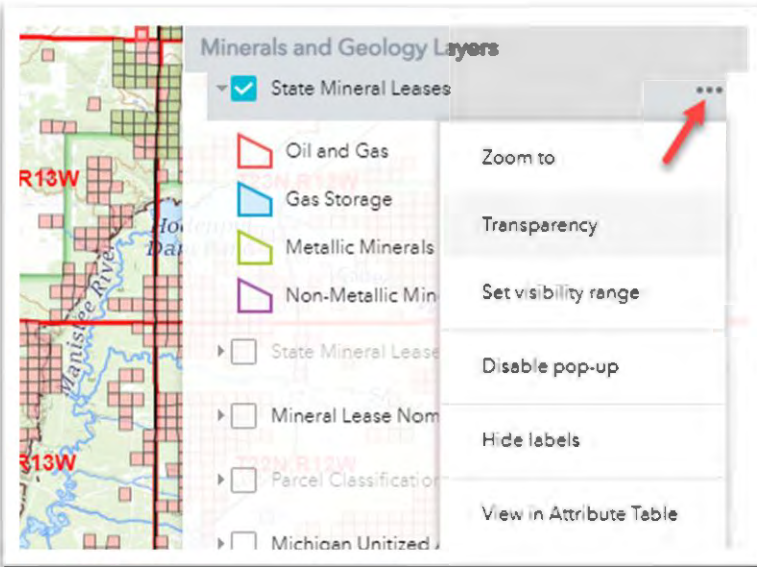 Minerals and Geology Layers
State Mineral Leases
Oil and Gas
Gas Storage
Metallic Minerals
Non-Metallic Min
State Mineral Lease
Mineral Lease Nom
Parcel Classification
Michigan Unitized
Zoom to
Transparency
Set visibility range
Disable pop-up
Hide labels
View in Attribute Table
R13W
Manistee River
R13W
T23N R12W
T22N R12W